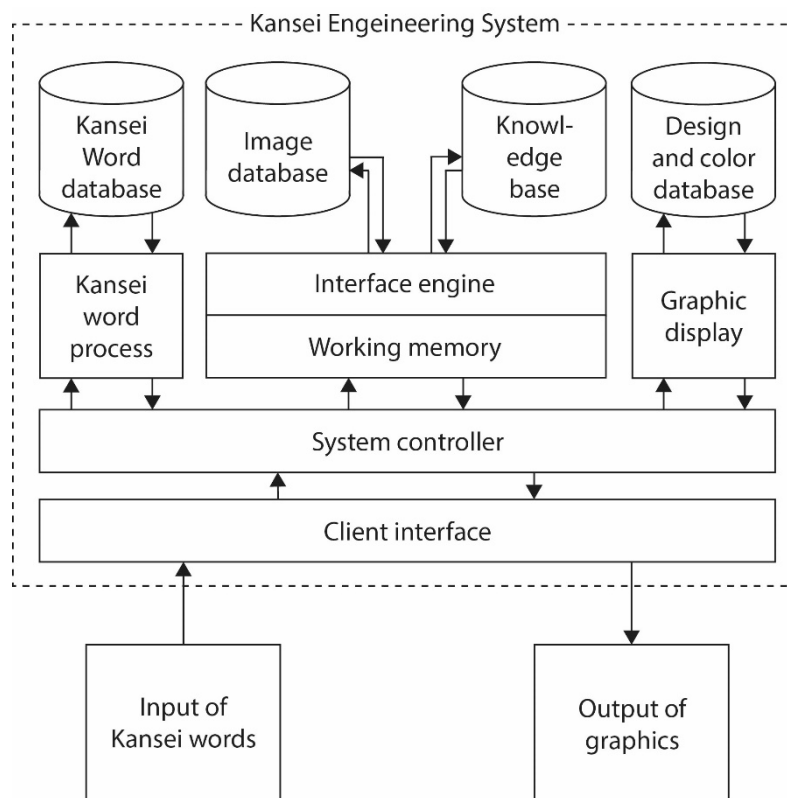 Kansei Engeineering System
Kansei
Word
database
Image
database
Knowl-
edge
base
Design
and color
database
Kansei
word
process
Interface engine
Working memory
Graphic
display
System controller
Client interface
Input of
Kansei words
Output of
graphics